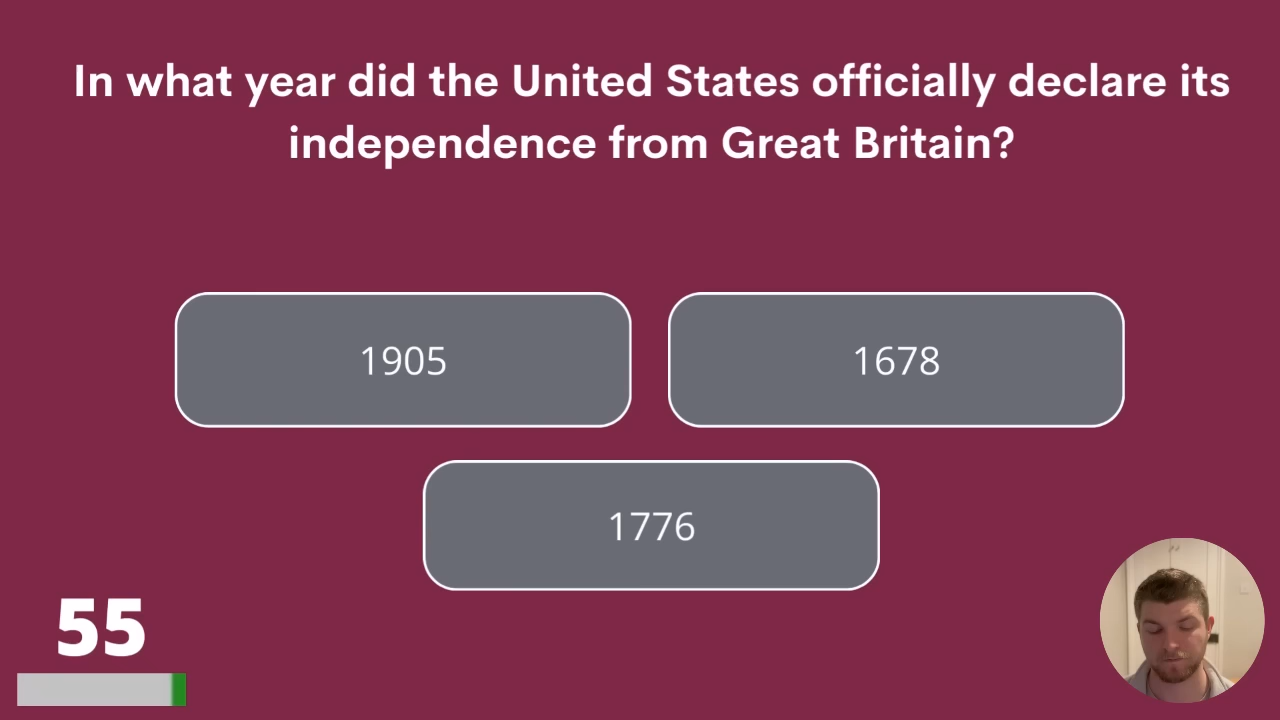 In what year did the United States officially declare its
independence from Great Britain?
1905
1678
1776
55